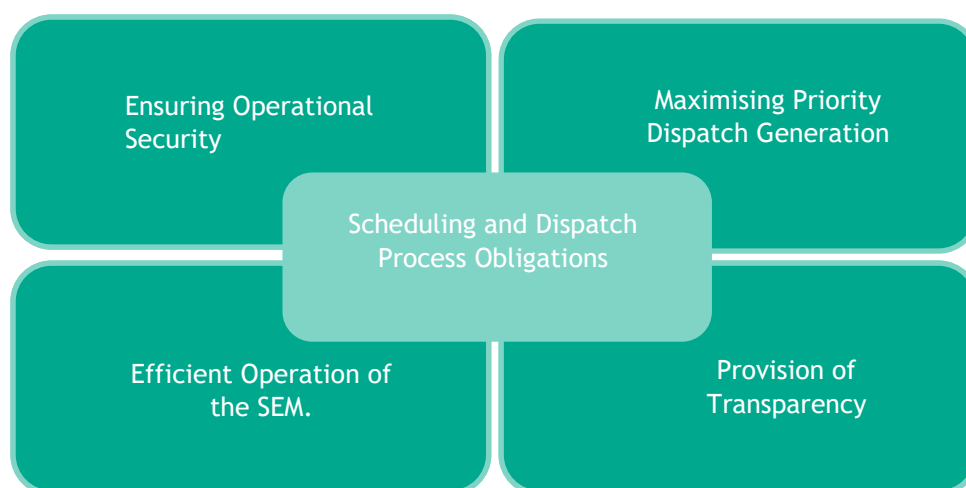 Ensuring Operational
Security
Maximising Priority
Dispatch Generation
Scheduling and Dispatch
Process Obligations
Efficient Operation of
the SEM.
Provision of
Transparency